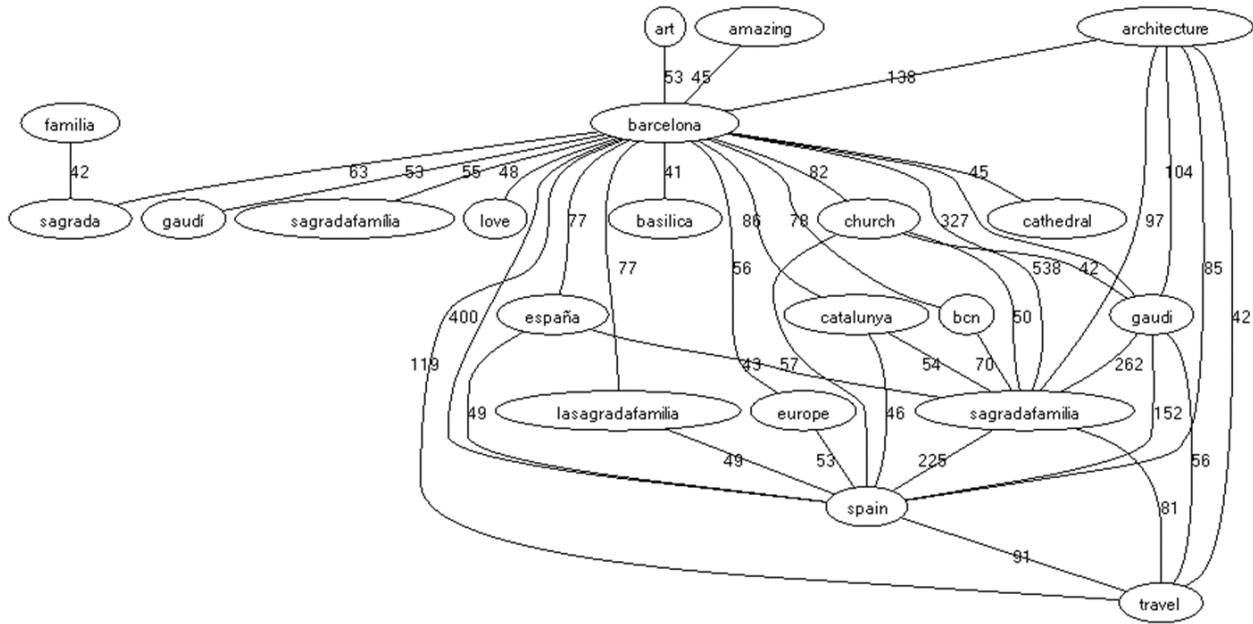 art
amazing
architecture
53
45
138
familia
barcelona
42
63
53
55
48
77
41
86
82
78
327
45
97
104
sagrada
gaudí
sagradafamília
love
basilica
church
cathedral
77
56
538
42
85
400
españa
catalunya
bcn
50
gaudi
42
119
43
57
54
70
262
49
lasagradafamilia
europe
46
sagradafamilia
152
49
53
225
56
spain
81
91
travel